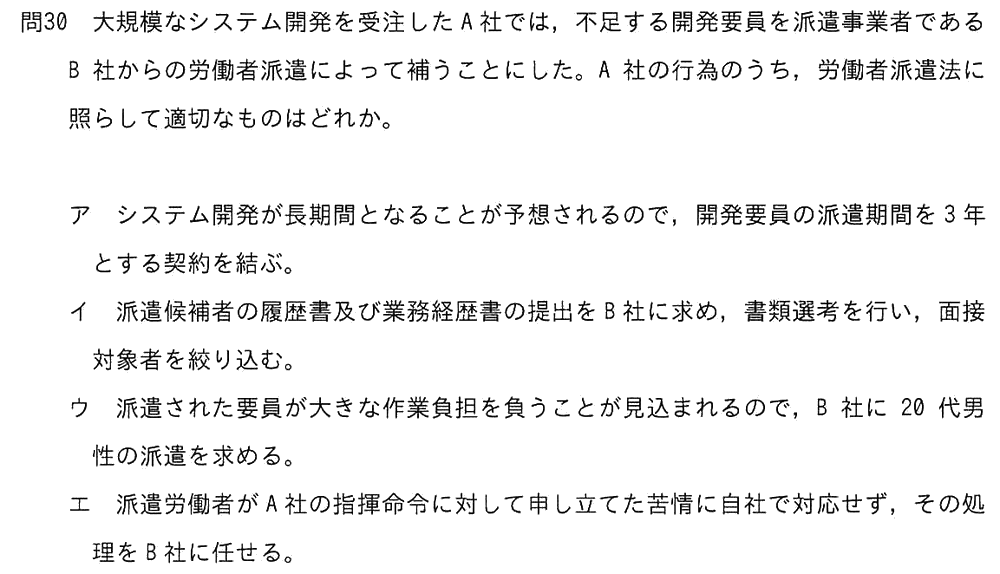 問30　大規模なシステム開発を受注したA社では，不足する開発要員を派遣事業者である
B 社からの労働者派遣によって補うことにした。A 社の行為のうち，労働者派遣法に
照らして適切なものはどれか。
ア　システム開発が長期間となることが予想されるので，開発要員の派遣期間を3年
とする契約を結ぶ。
イ　派遣候補者の履歴書及び業務経歴書の提出をB社に求め，書類選考を行い，面接
対象者を絞り込む。
ウ　派遣された要員が大きな作業負担を負うことが見込まれるので，B 社に 20 代男
性の派遣を求める。
エ　派遣労働者がA社の指揮命令に対して申し立てた苦情に自社で対応せず，その処
理をB社に任せる。